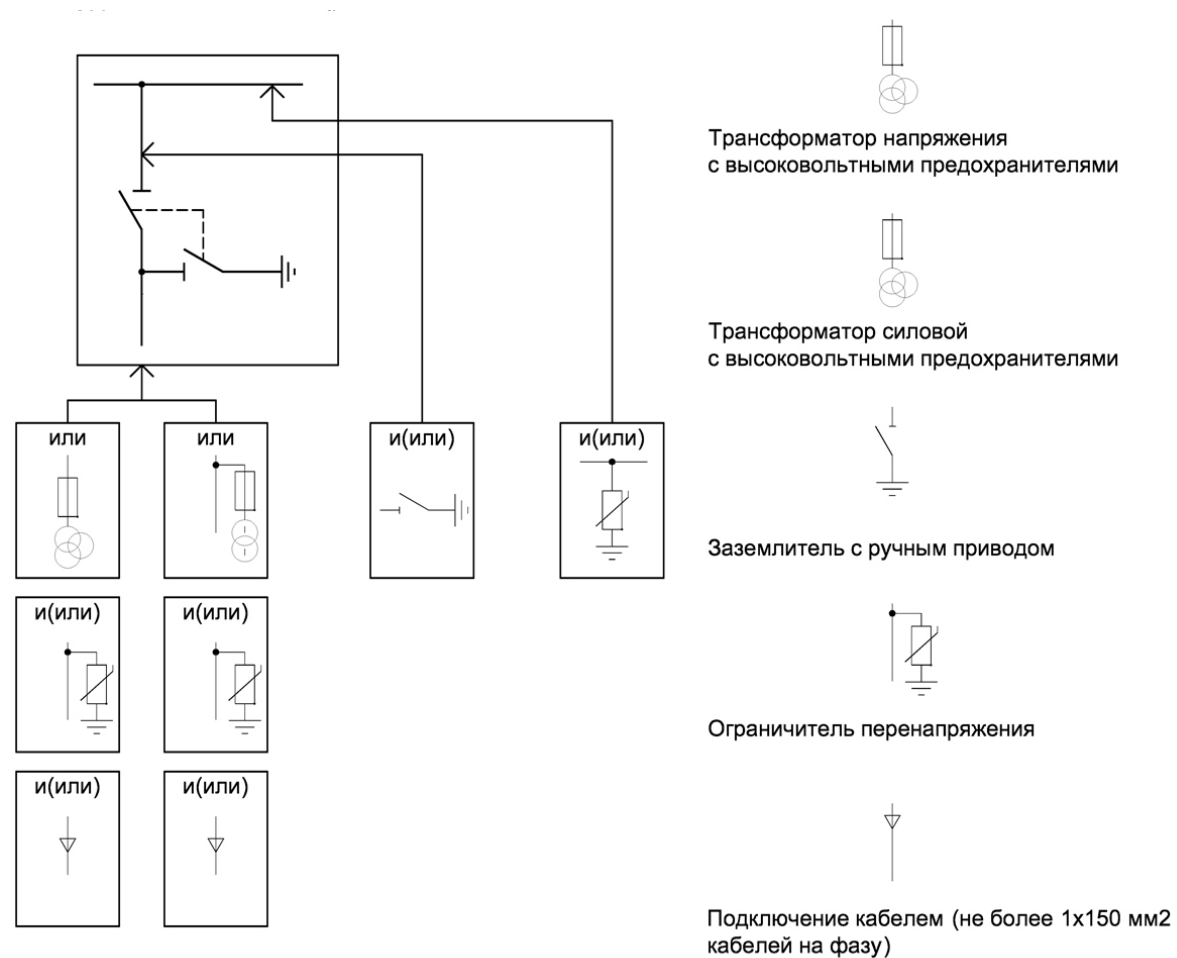 или
или
и(или)
и(или)
и(или)
и(или)
и(или)
и(или)
Трансформатор напряжения
с высоковольтными предохранителями
Трансформатор силовой
с высоковольтными предохранителями
Заземлитель с ручным приводом
Ограничитель перенапряжения
Подключение кабелем (не более 1х150 мм2
кабелей на фазу)